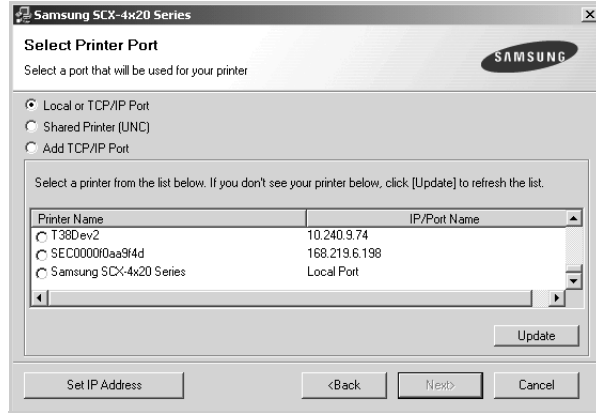 Samsung SCX-4x20 Series
Select Printer Port
Select a port that will be used for your printer
SAMSUNG
Local or TCP/IP Port
Shared Printer (UNC)
Add TCP/IP Port
Select a printer from the list below. If you don't see your printer below, click [Update] to refresh the list.
Printer Name IP/Port Name
T38Dev2 10.240.9.74
SEC0000f0aa9f4d 168.219.6.198
Samsung SCX-4x20 Series Local Port
Update
Set IP Address <Back Next> Cancel